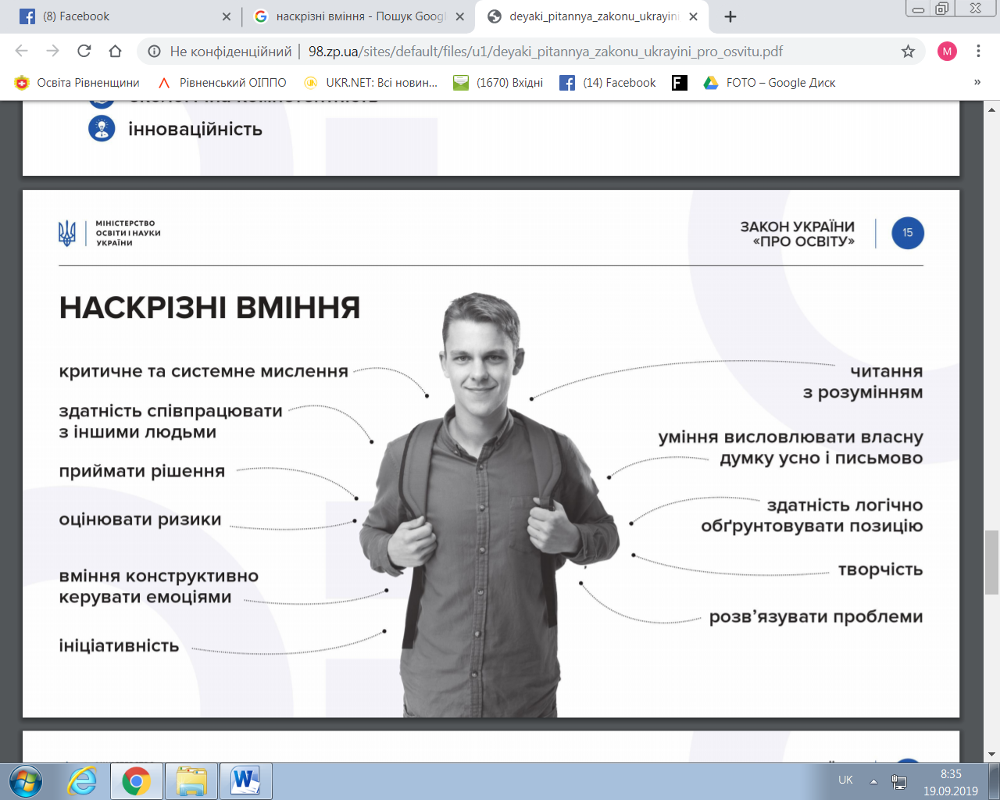 (8) Facebook
наскрізні вміння - Пошук Goog
deyaki_pitannya_zakonu_ukrayini
Не конфіденційний
98.zp.ua/sites/default/files/u1/deyaki_pitannya_zakonu_ukrayini_pro_osvitu.pdf
M
Освіта Рівненщини
Рівненський ОІППО
UKR.NET: Всі новин...
(1670) Вхідні
(14) Facebook
F
FOTO – Google Диск
»
інноваційність
МІНІСТЕРСТВО
ОСВІТИ І НАУКИ
УКРАЇНИ
ЗАКОН УКРАЇНИ
«ПРО ОСВІТУ»
15
НАСКРІЗНІ ВМІННЯ
критичне та системне мислення
здатність співпрацювати
з іншими людьми
приймати рішення
оцінювати ризики
вміння конструктивно
керувати емоціями
ініціативність
читання
з розумінням
уміння висловлювати власну
думку усно і письмово
здатність логічно
обґрунтовувати позицію
творчість
розв’язувати проблеми
UK
8:35
19.09.2019